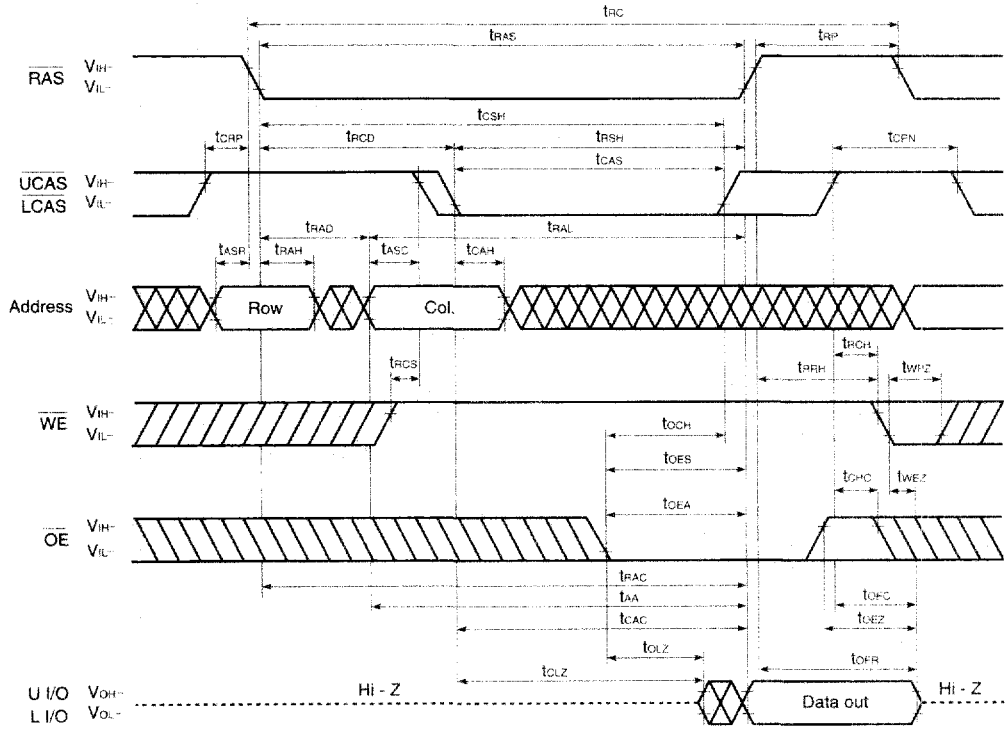 tRC
tRAS tRP
RAS VIH-
VIL-
tCSH
tCRP tRCD tRSH tCPN
tCAS
UCAS VIH-
LCAS VIL-
tRAD tRAL
tASR tRAH tASC tCAH
Address VIH-
VIL-
Row Col.
tRCS tRCH
tRRH tWPZ
WE VIH-
VIL-
tOCH
tOES
tCHO tWEZ
tOEA
OE VIH-
VIL-
tRAC
tAA tOFC
tCAC tOEZ
tOLZ
tCLZ tOFR
U I/O VOH- Hi - Z Data out Hi - Z
L I/O VOL-